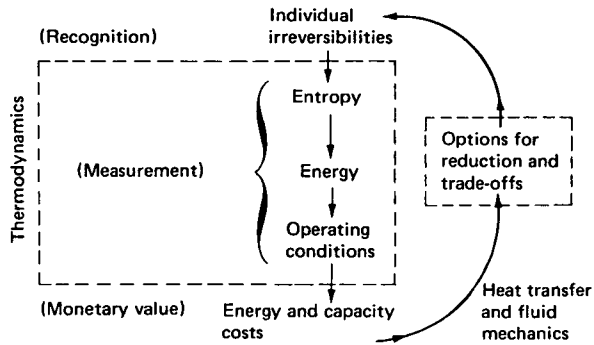 Individual
irreversibilities
(Recognition)
Thermodynamics
Entropy
(Measurement)
Energy
Operating
conditions
Options for
reduction and
trade-offs
(Monetary value)
Energy and capacity
costs
Heat transfer
and fluid
mechanics